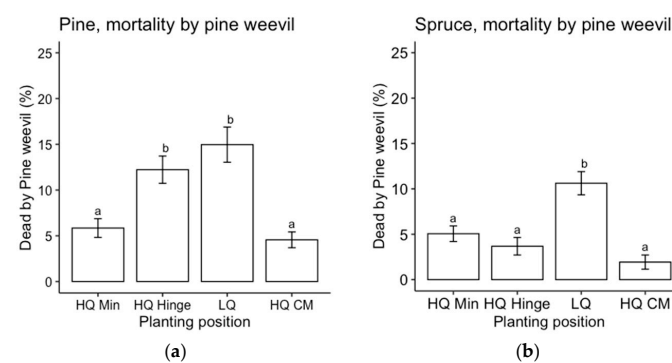 Pine, mortality by pine weevil
25
20
15
10
5
0
Dead by Pine weevil (%)
a
b
b
a
HQ Min HQ Hinge LQ HQ CM
Planting position
(a)
Spruce, mortality by pine weevil
25
20
15
10
5
0
Dead by Pine weevil (%)
a
a
b
a
HQ Min HQ Hinge LQ HQ CM
Planting position
(b)